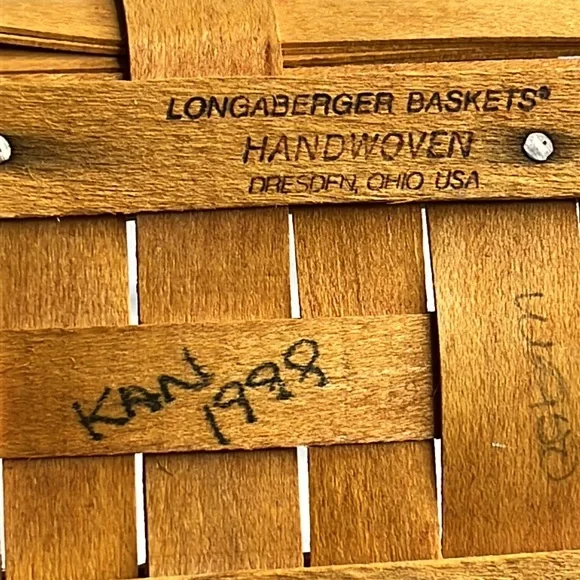 LONGABERGER BASKETS®
HANDWOVEN
DRESDEN, OHIO USA
KAN
1998